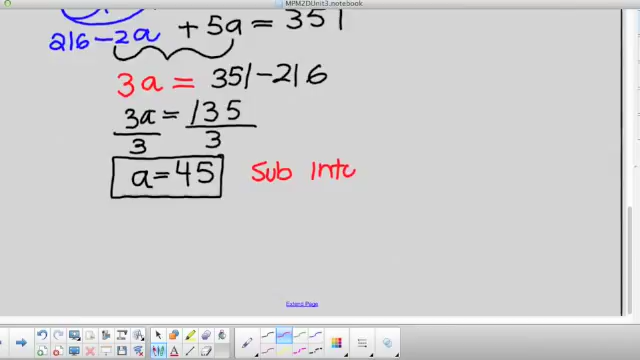 MPM2DUnit3.notebook
216-2a + 5a = 351
3a = 351-216
3a = 135
3 3
a=45 Sub into
Extend Page